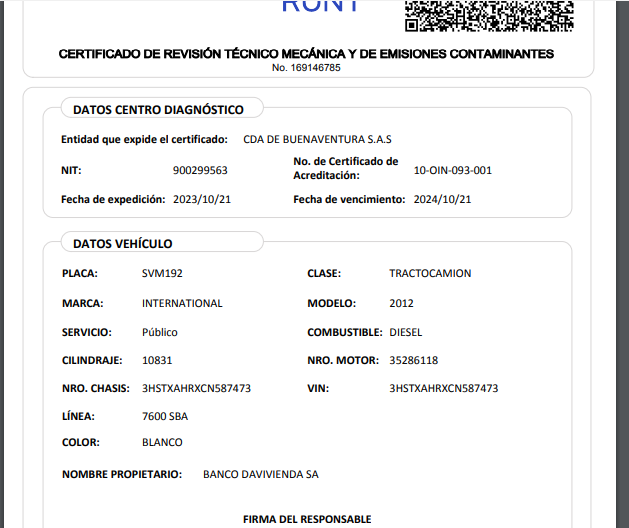 RUNT
CERTIFICADO DE REVISIÓN TÉCNICO MECÁNICA Y DE EMISIONES CONTAMINANTES
No. 169146785
DATOS CENTRO DIAGNÓSTICO
Entidad que expide el certificado: CDA DE BUENAVENTURA S.A.S
NIT: 900299563 No. de Certificado de
Acreditación: 10-OIN-093-001
Fecha de expedición: 2023/10/21 Fecha de vencimiento: 2024/10/21
DATOS VEHÍCULO
PLACA: SVM192 CLASE: TRACTOCAMION
MARCA: INTERNATIONAL MODELO: 2012
SERVICIO: Público COMBUSTIBLE: DIESEL
CILINDRAJE: 10831 NRO. MOTOR: 35286118
NRO. CHASIS: 3HSTXAHRXCN587473 VIN: 3HSTXAHRXCN587473
LÍNEA: 7600 SBA
COLOR: BLANCO
NOMBRE PROPIETARIO: BANCO DAVIVIENDA SA
FIRMA DEL RESPONSABLE